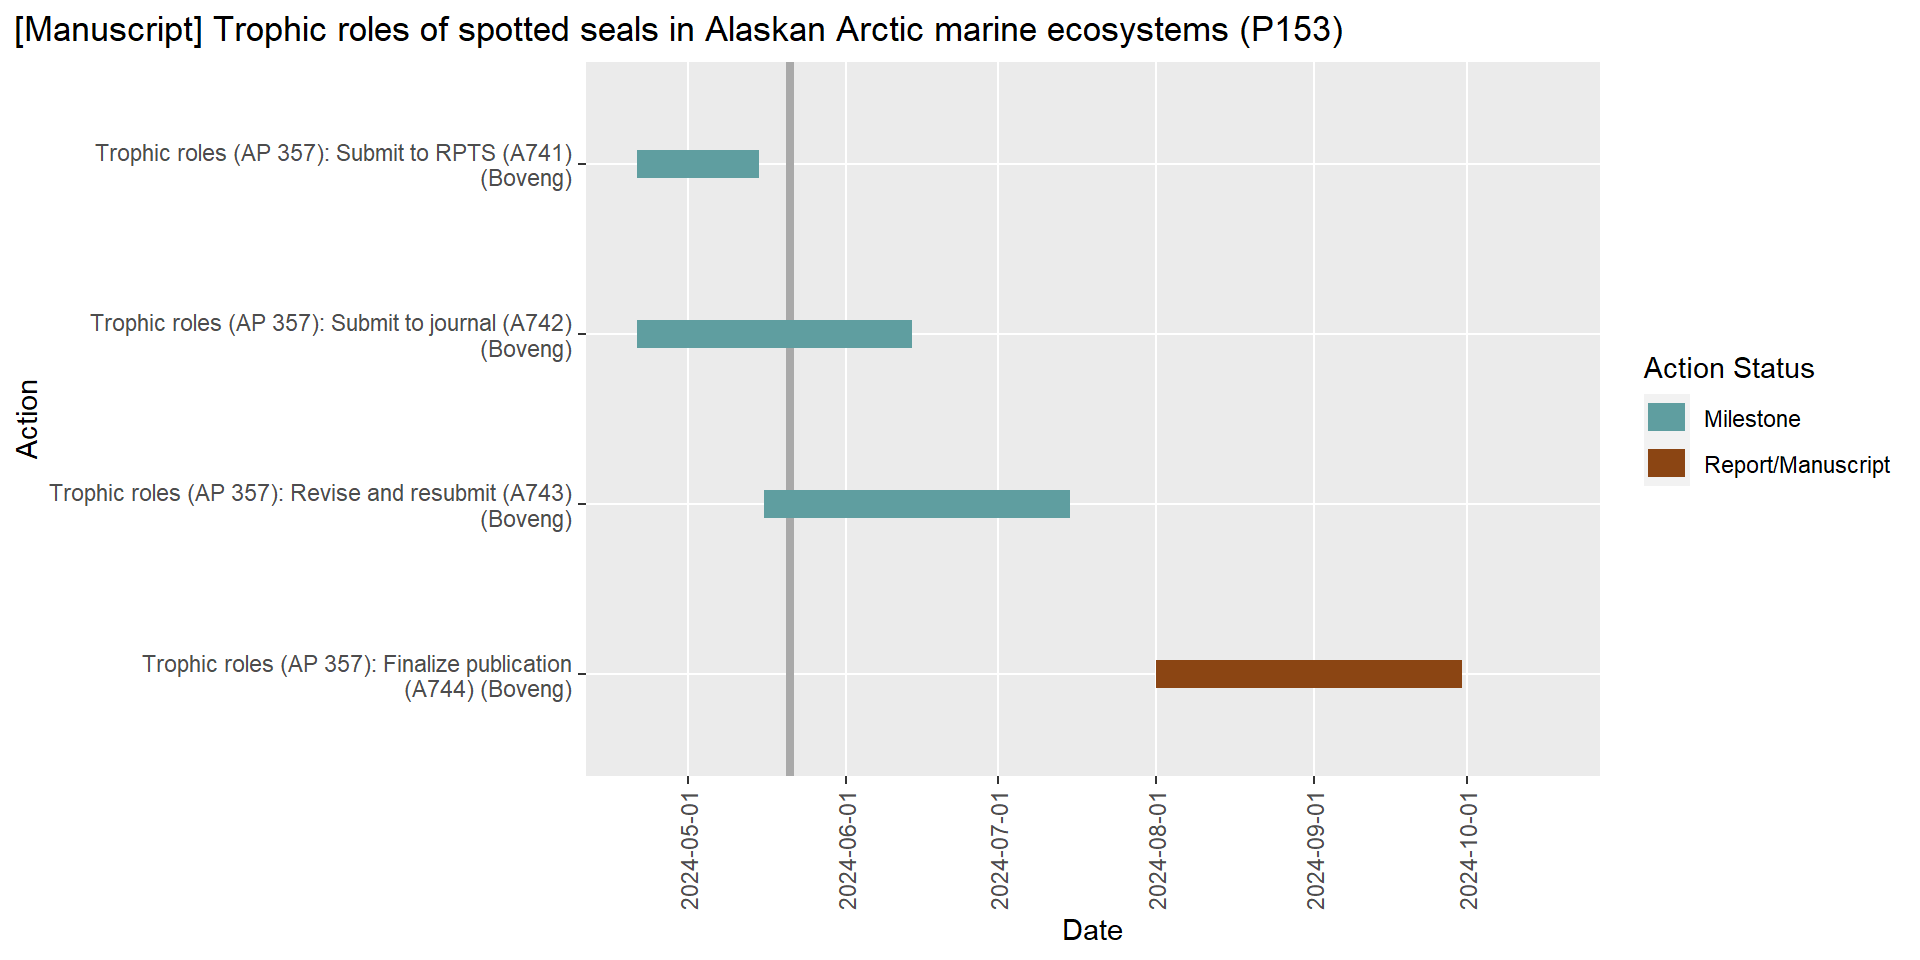 [Manuscript] Trophic roles of spotted seals in Alaskan Arctic marine ecosystems (P153)
Trophic roles (AP 357): Submit to RPTS (A741)
(Boveng)
Trophic roles (AP 357): Submit to journal (A742)
(Boveng)
Trophic roles (AP 357): Revise and resubmit (A743)
(Boveng)
Trophic roles (AP 357): Finalize publication
(A744) (Boveng)
Action
2024-05-01
2024-06-01
2024-07-01
2024-08-01
2024-09-01
2024-10-01
Date
Action Status
Milestone
Report/Manuscript